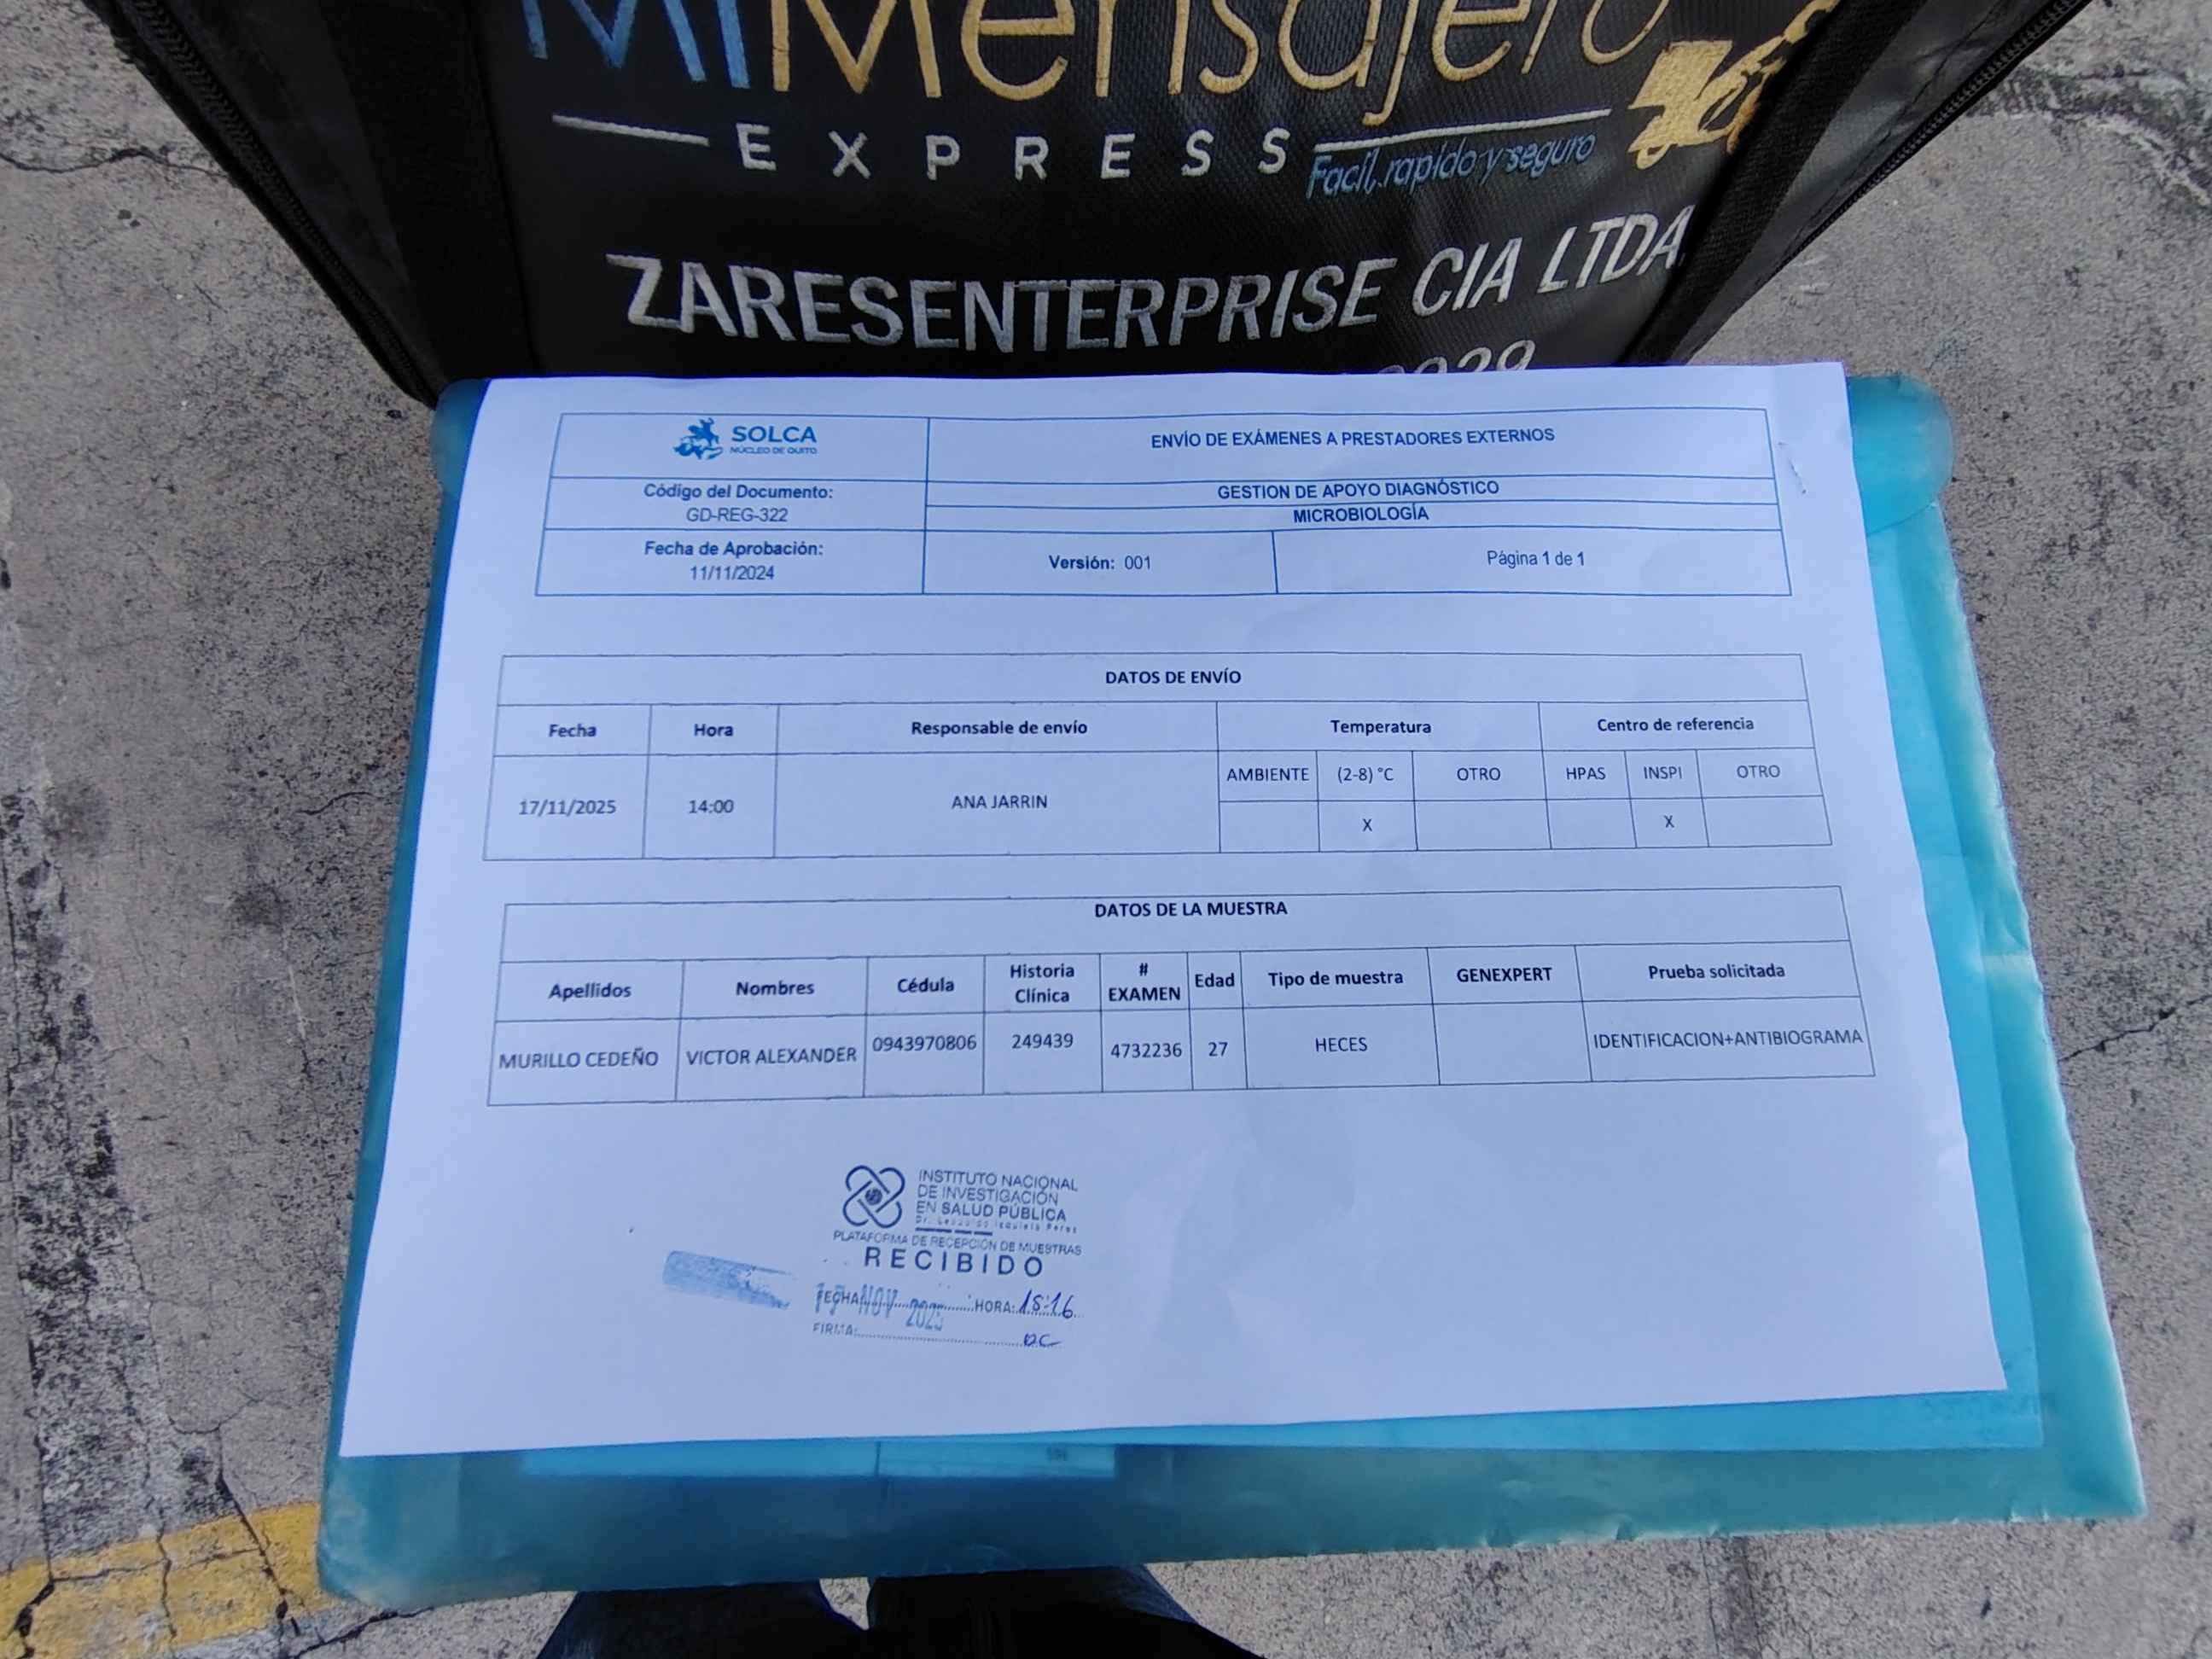 MiMensajero
EXPRESS
Facil, rapido y seguro
ZARESENTERPRISE CIA LTDA
SOLCA
NÚCLEO DE QUITO
ENVÍO DE EXÁMENES A PRESTADORES EXTERNOS
Código del Documento:
GD-REG-322
GESTION DE APOYO DIAGNÓSTICO
MICROBIOLOGÍA
Fecha de Aprobación:
11/11/2024
Versión: 001
Página 1 de 1
DATOS DE ENVÍO
Fecha Hora Responsable de envío Temperatura Centro de referencia
AMBIENTE (2-8) °C OTRO HPAS INSPI OTRO
17/11/2025 14:00 ANA JARRIN X X
DATOS DE LA MUESTRA
Apellidos Nombres Cédula Historia Clínica # EXAMEN Edad Tipo de muestra GENEXPERT Prueba solicitada
MURILLO CEDEÑO VICTOR ALEXANDER 0943970806 249439 4732236 27 HECES IDENTIFICACION+ANTIBIOGRAMA
INSTITUTO NACIONAL
DE INVESTIGACIÓN
EN SALUD PÚBLICA
PLATAFORMA DE RECEPCIÓN DE MUESTRAS
RECIBIDO
FECHA: 17 NOV 2025 HORA: 15:16
FIRMA: